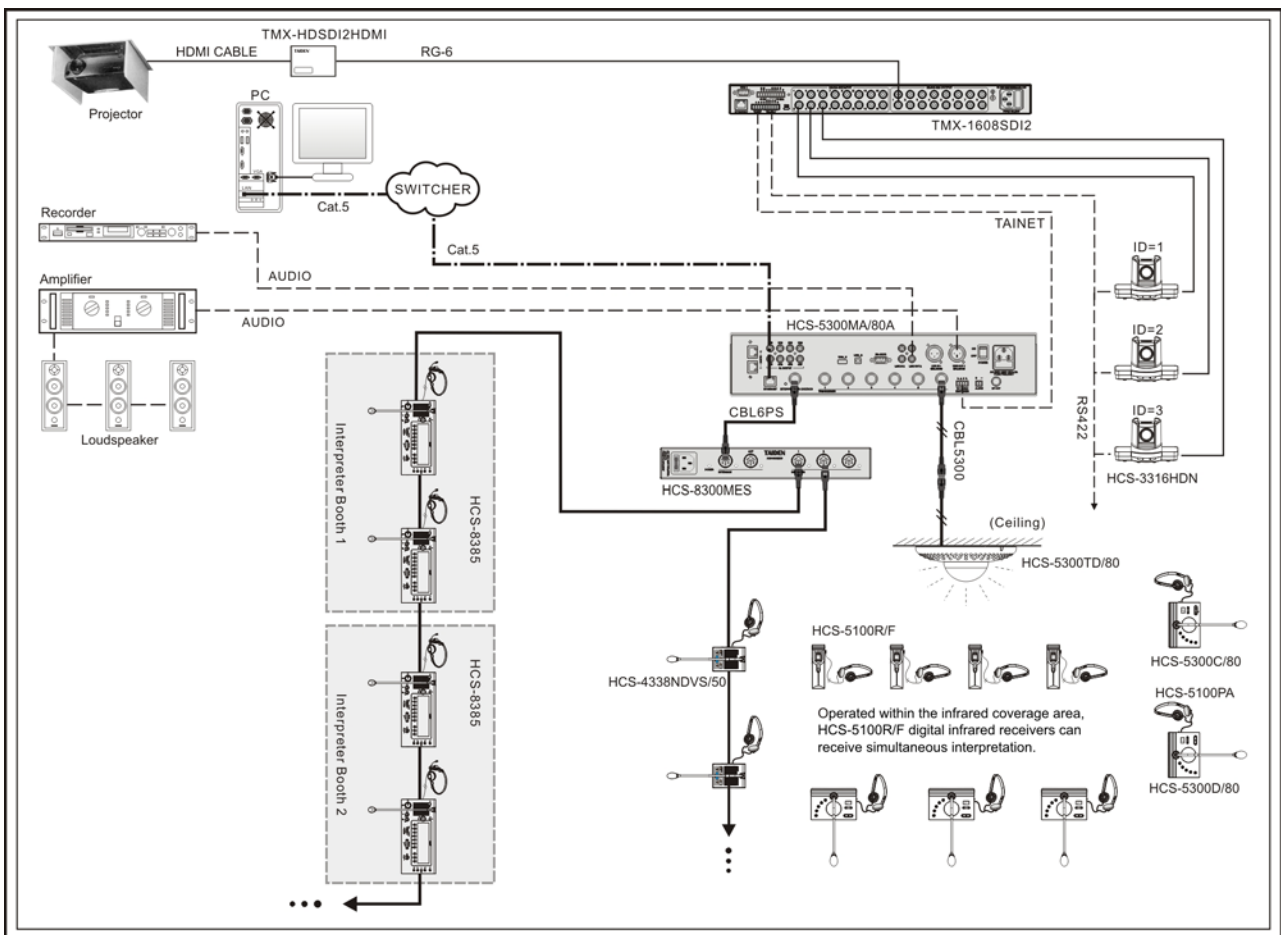 TMX-HDSDI2HDMI
HDMI CABLE
RG-6
Projector
PC
LAN
SWITCHER
Cat.5
Cat.5
TMX-1608SDI2
TAINET
Recorder
AUDIO
Amplifier
AUDIO
Loudspeaker
ID=1
ID=2
ID=3
RS422
HCS-3316HDN
HCS-5300MA/80A
CBL6PS
CBL5300
TAIDEN
HCS-8300MES
(Ceiling)
HCS-5300TD/80
Interpreter Booth 1
HCS-8385
Interpreter Booth 2
HCS-8385
HCS-4338NDVS/50
HCS-5100R/F
Operated within the infrared coverage area,
HCS-5100R/F digital infrared receivers can
receive simultaneous interpretation.
HCS-5300C/80
HCS-5100PA
HCS-5300D/80